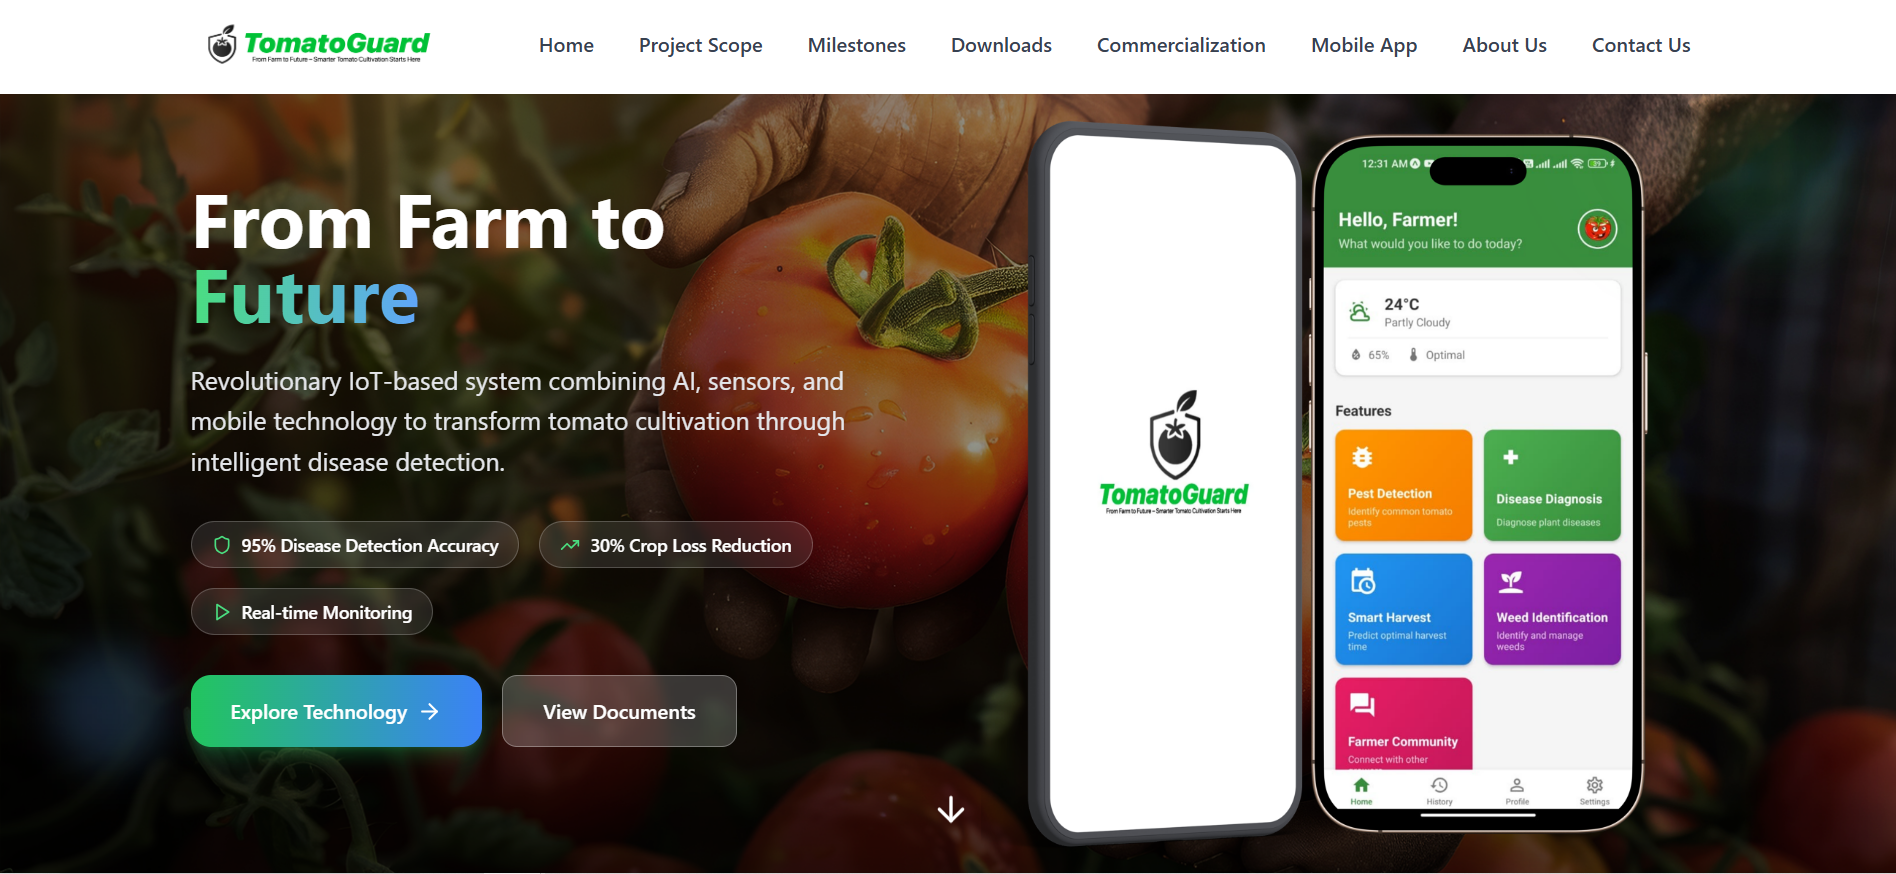 TomatoGuard
From Farm to Future – Smarter Tomato Cultivation Starts Here
Home
Project Scope
Milestones
Downloads
Commercialization
Mobile App
About Us
Contact Us
From Farm to
Future
Revolutionary IoT-based system combining AI, sensors, and
mobile technology to transform tomato cultivation through
intelligent disease detection.
95% Disease Detection Accuracy
30% Crop Loss Reduction
Real-time Monitoring
Explore Technology
View Documents
TomatoGuard
From Farm to Future – Smarter Tomato Cultivation Starts Here
12:31 AM
Hello, Farmer!
What would you like to do today?
24°C
Partly Cloudy
65%
Optimal
Features
Pest Detection
Identify common tomato
pests
Disease Diagnosis
Diagnose plant diseases
Smart Harvest
Predict optimal harvest
time
Weed Identification
Identify and manage
weeds
Farmer Community
Connect with other
Home
History
Profile
Settings